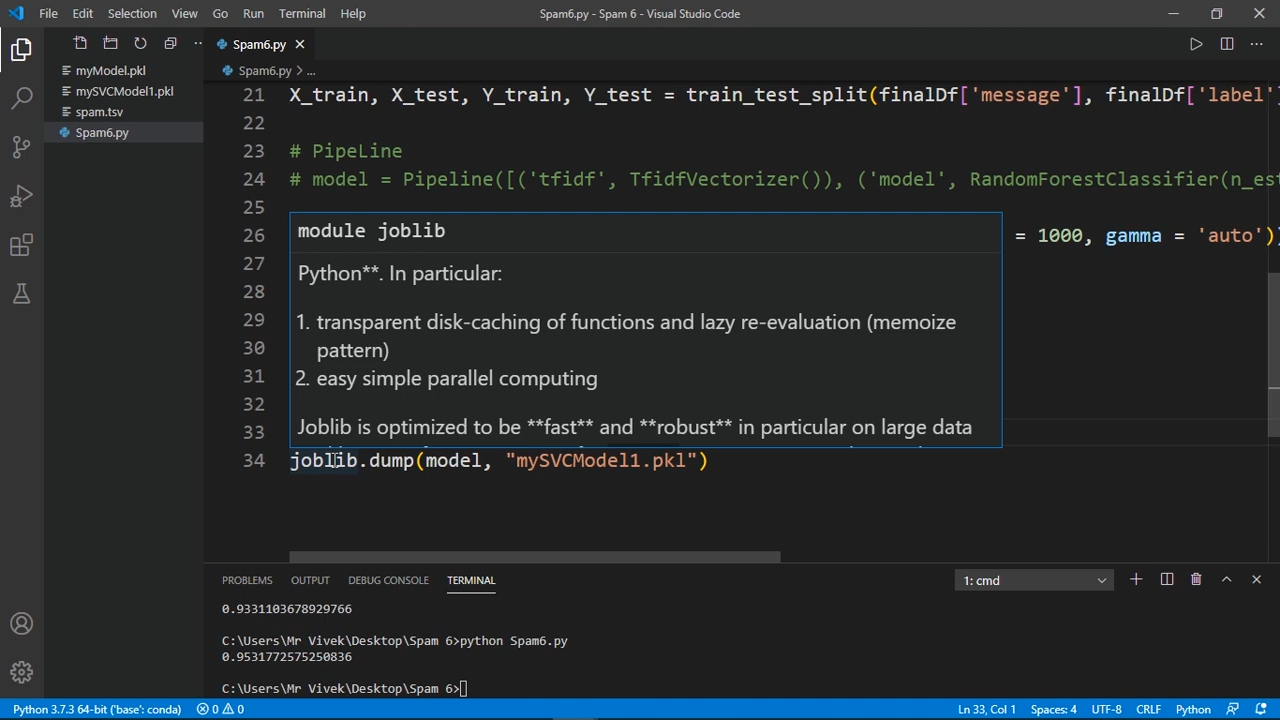 File Edit Selection View Go Run Terminal Help Spam6.py - Spam 6 - Visual Studio Code
Spam6.py
myModel.pkl
mySVCModel1.pkl
spam.tsv
Spam6.py
Spam6.py > ...
21 X_train, X_test, Y_train, Y_test = train_test_split(finalDf['message'], finalDf['label'
22
23 # PipeLine
24 # model = Pipeline([('tfidf', TfidfVectorizer()), ('model', RandomForestClassifier(n_est
25
26 = 1000, gamma = 'auto')
27
28
29
30
31
32
33
34 joblib.dump(model, "mySVCModel1.pkl")
module joblib
Python**. In particular:
1. transparent disk-caching of functions and lazy re-evaluation (memoize
pattern)
2. easy simple parallel computing
Joblib is optimized to be **fast** and **robust** in particular on large data
PROBLEMS OUTPUT DEBUG CONSOLE TERMINAL 1: cmd
0.9331103678929766
C:\Users\Mr Vivek\Desktop\Spam 6>python Spam6.py
0.9531772575250836
C:\Users\Mr Vivek\Desktop\Spam 6>
Python 3.7.3 64-bit ('base': conda) 0 0 Ln 33, Col 1 Spaces: 4 UTF-8 CRLF Python